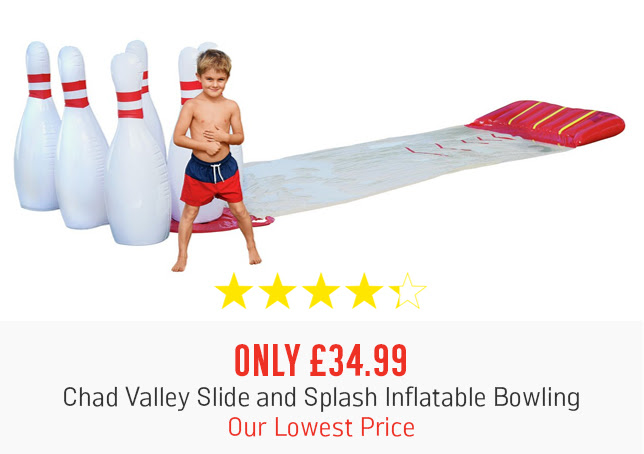 ONLY £34.99
Chad Valley Slide and Splash Inflatable Bowling
Our Lowest Price